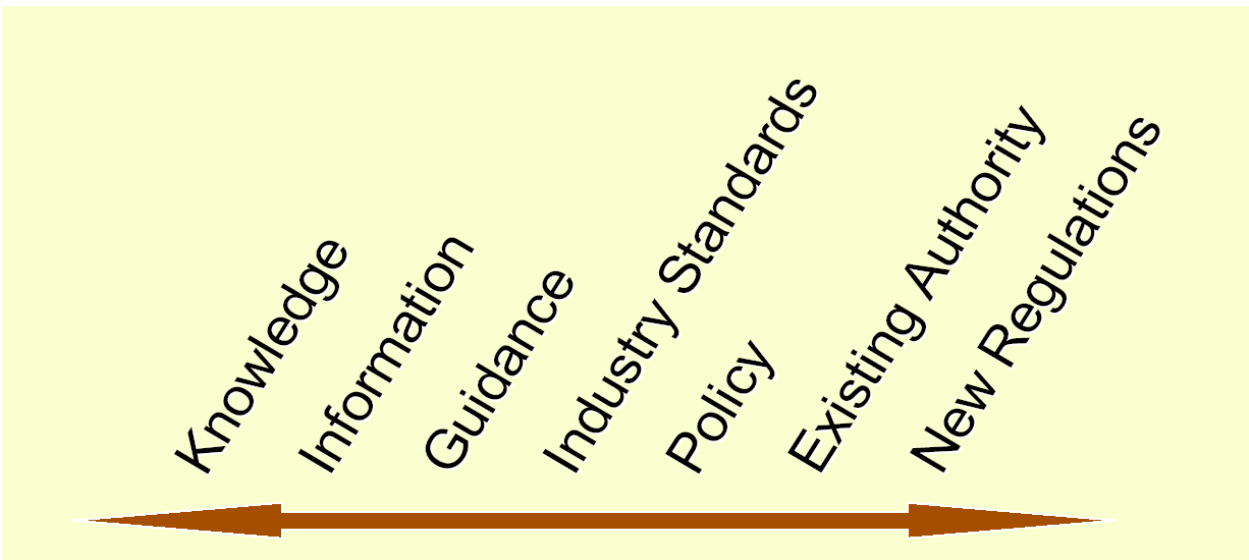 Knowledge
Information
Guidance
Industry Standards
Policy
Existing Authority
New Regulations